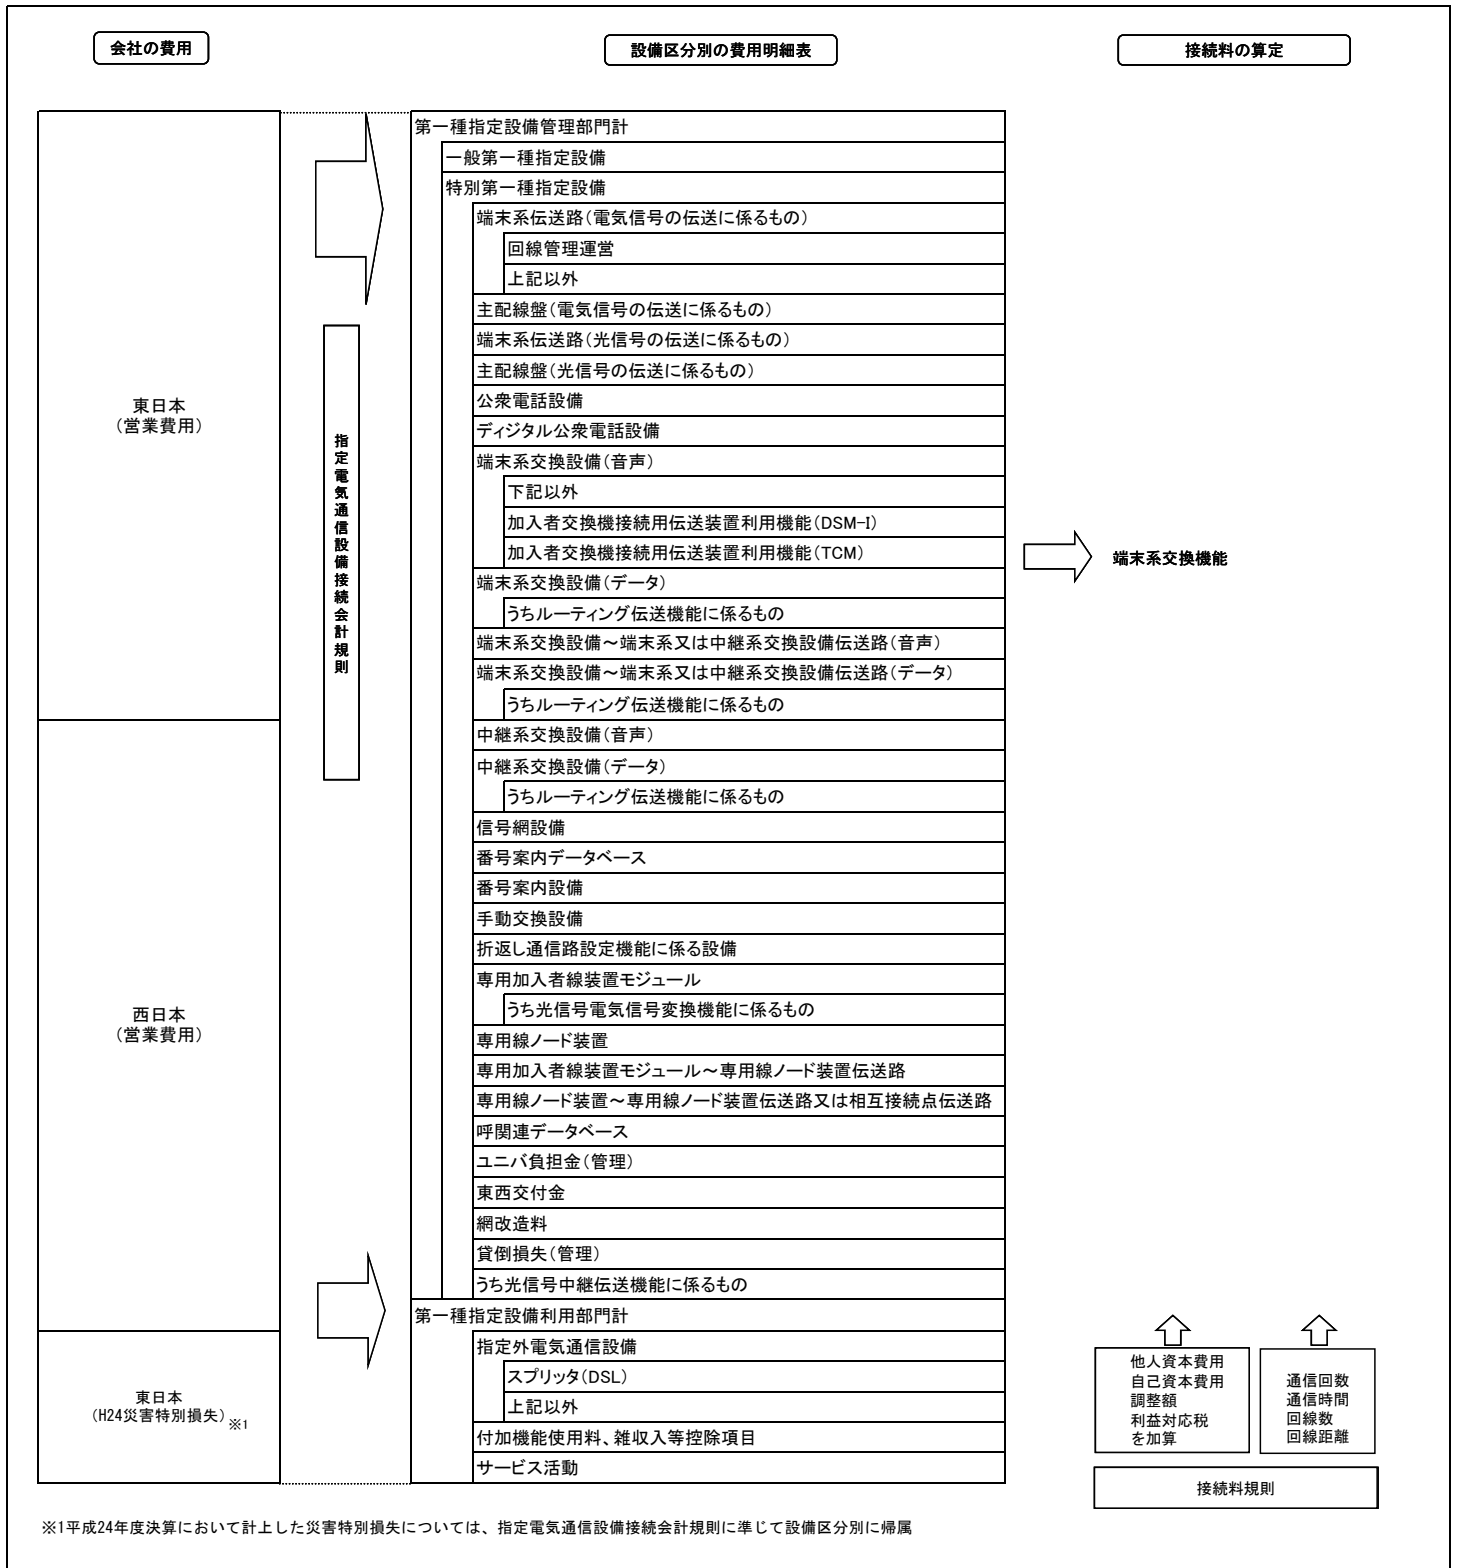 会社の費用
設備区分別の費用明細表
接続料の算定
東日本
(営業費用)
西日本
(営業費用)
東日本
(H24災害特別損失)※1
指定電気通信設備接続会計規則
第一種指定設備管理部門計
一般第一種指定設備
特別第一種指定設備
端末系伝送路(電気信号の伝送に係るもの)
回線管理運営
上記以外
主配線盤(電気信号の伝送に係るもの)
端末系伝送路(光信号の伝送に係るもの)
主配線盤(光信号の伝送に係るもの)
公衆電話設備
ディジタル公衆電話設備
端末系交換設備(音声)
下記以外
加入者交換機接続用伝送装置利用機能(DSM-I)
加入者交換機接続用伝送装置利用機能(TCM)
端末系交換設備(データ)
うちルーティング伝送機能に係るもの
端末系交換設備～端末系又は中継系交換設備伝送路(音声)
端末系交換設備～端末系又は中継系交換設備伝送路(データ)
うちルーティング伝送機能に係るもの
中継系交換設備(音声)
中継系交換設備(データ)
うちルーティング伝送機能に係るもの
信号網設備
番号案内データベース
番号案内設備
手動交換設備
折返し通信路設定機能に係る設備
専用加入者線装置モジュール
うち光信号電気信号変換機能に係るもの
専用線ノード装置
専用加入者線装置モジュール～専用線ノード装置伝送路
専用線ノード装置～専用線ノード装置伝送路又は相互接続点伝送路
呼関連データベース
ユニバ負担金(管理)
東西交付金
網改造料
貸倒損失(管理)
うち光信号中継伝送機能に係るもの
第一種指定設備利用部門計
指定外電気通信設備
スプリッタ(DSL)
上記以外
付加機能使用料、雑収入等控除項目
サービス活動
端末系交換機能
他人資本費用
自己資本費用
調整額
利益対応税
を加算
通信回数
通信時間
回線数
回線距離
接続料規則
※1平成24年度決算において計上した災害特別損失については、指定電気通信設備接続会計規則に準じて設備区分別に帰属